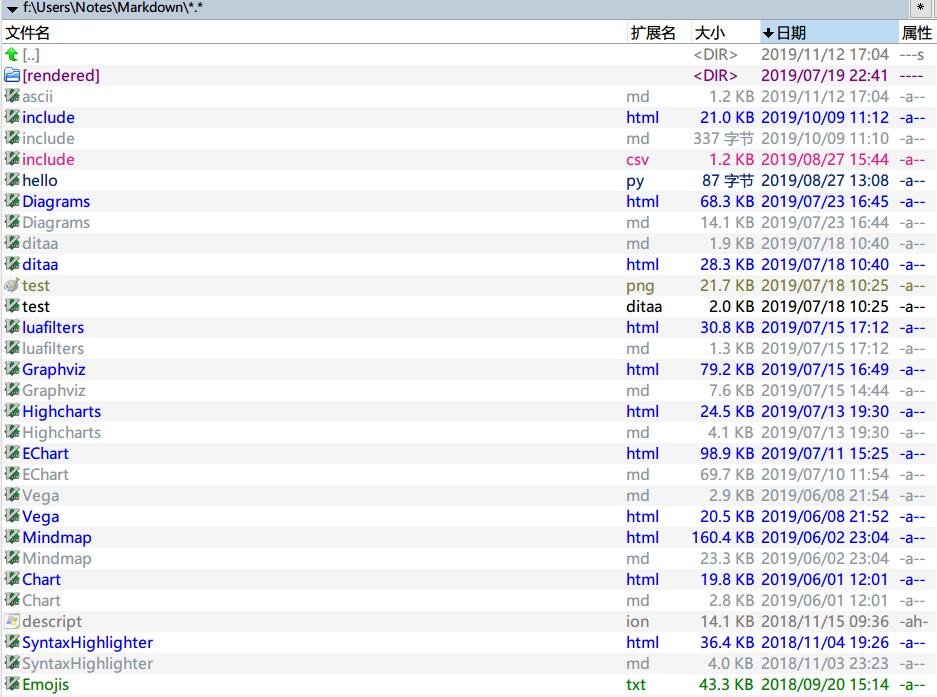 f:\Users\Notes\Markdown\*.* *
文件名 扩展名 大小 日期 属性
[..] <DIR> 2019/11/12 17:04 ---s
[rendered] <DIR> 2019/07/19 22:41 ----
ascii md 1.2 KB 2019/11/12 17:04 -a--
include html 21.0 KB 2019/10/09 11:12 -a--
include md 337 字节 2019/10/09 11:10 -a--
include csv 1.2 KB 2019/08/27 15:44 -a--
hello py 87 字节 2019/08/27 13:08 -a--
Diagrams html 68.3 KB 2019/07/23 16:45 -a--
Diagrams md 14.1 KB 2019/07/23 16:44 -a--
ditaa md 1.9 KB 2019/07/18 10:40 -a--
ditaa html 28.3 KB 2019/07/18 10:40 -a--
test png 21.7 KB 2019/07/18 10:25 -a--
test ditaa 2.0 KB 2019/07/18 10:25 -a--
luafilters html 30.8 KB 2019/07/15 17:12 -a--
luafilters md 1.3 KB 2019/07/15 17:12 -a--
Graphviz html 79.2 KB 2019/07/15 16:49 -a--
Graphviz md 7.6 KB 2019/07/15 14:44 -a--
Highcharts html 24.5 KB 2019/07/13 19:30 -a--
Highcharts md 4.1 KB 2019/07/13 19:30 -a--
EChart html 98.9 KB 2019/07/11 15:25 -a--
EChart md 69.7 KB 2019/07/10 11:54 -a--
Vega md 2.9 KB 2019/06/08 21:54 -a--
Vega html 20.5 KB 2019/06/08 21:52 -a--
Mindmap html 160.4 KB 2019/06/02 23:04 -a--
Mindmap md 23.3 KB 2019/06/02 23:04 -a--
Chart html 19.8 KB 2019/06/01 12:01 -a--
Chart md 2.8 KB 2019/06/01 12:01 -a--
descript ion 14.1 KB 2018/11/15 09:36 -ah-
SyntaxHighlighter html 36.4 KB 2018/11/04 19:26 -a--
SyntaxHighlighter md 4.0 KB 2018/11/03 23:23 -a--
Emojis txt 43.3 KB 2018/09/20 15:14 -a--